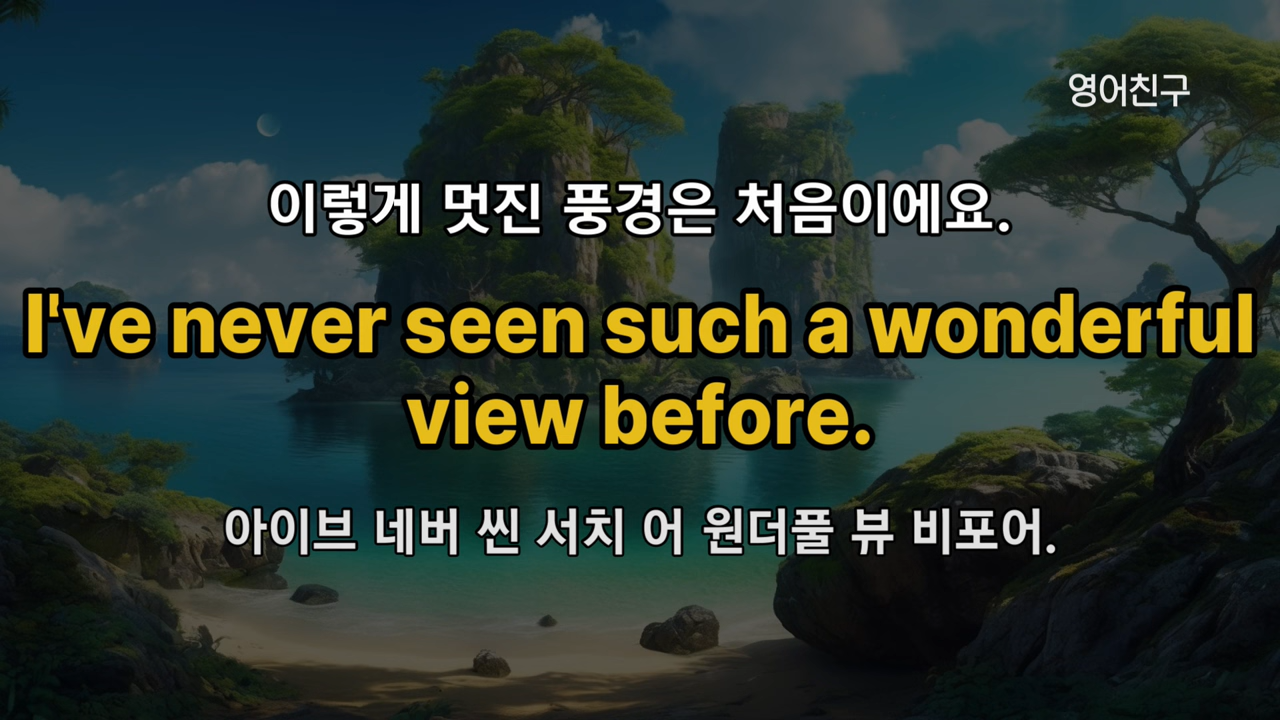 영어친구
이렇게 멋진 풍경은 처음이에요.
I've never seen such a wonderful
view before.
아이브 네버 씬 서치 어 원더풀 뷰 비포어.